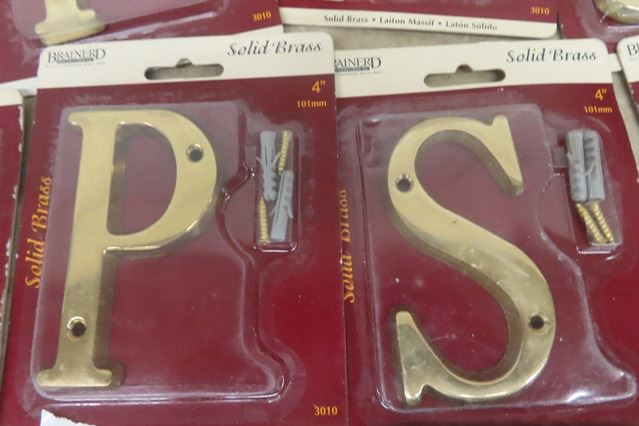 3010
Solid Brass • Laiton Massif • Latón Sólido
3010
BRAINERD
Solid Brass
4"
101mm
Solid Brass
P
3010
BRAINERD
Solid Brass
4"
101mm
Solid Brass
S
3010